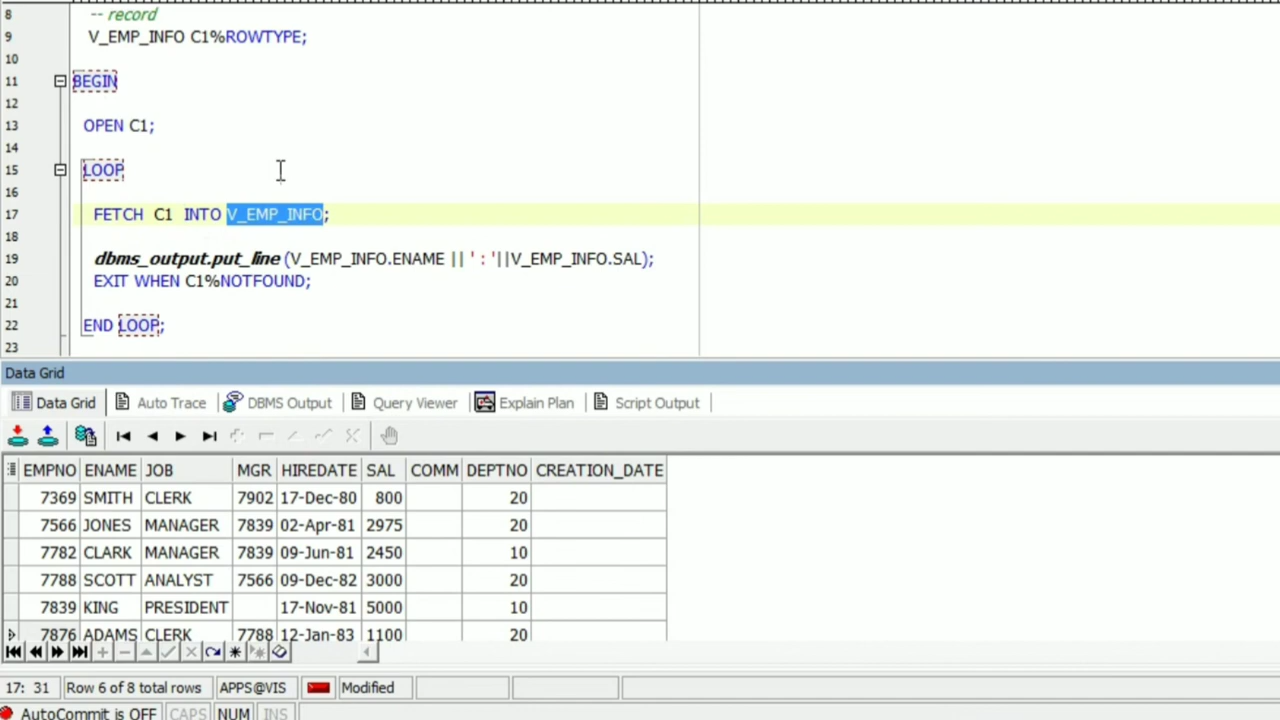 8 -- record
9 V_EMP_INFO C1%ROWTYPE;
10
11 BEGIN
12
13 OPEN C1;
14
15 LOOP
16
17 FETCH C1 INTO V_EMP_INFO;
18
19 dbms_output.put_line (V_EMP_INFO.ENAME || ' : '||V_EMP_INFO.SAL);
20 EXIT WHEN C1%NOTFOUND;
21
22 END LOOP;
23
Data Grid
Data Grid Auto Trace DBMS Output Query Viewer Explain Plan Script Output
EMPNO ENAME JOB MGR HIREDATE SAL COMM DEPTNO CREATION_DATE
7369 SMITH CLERK 7902 17-Dec-80 800 20
7566 JONES MANAGER 7839 02-Apr-81 2975 20
7782 CLARK MANAGER 7839 09-Jun-81 2450 10
7788 SCOTT ANALYST 7566 09-Dec-82 3000 20
7839 KING PRESIDENT 17-Nov-81 5000 10
7876 ADAMS CLERK 7788 12-Jan-83 1100 20
17: 31 Row 6 of 8 total rows APPS@VIS Modified
AutoCommit is OFF CAPS NUM INS